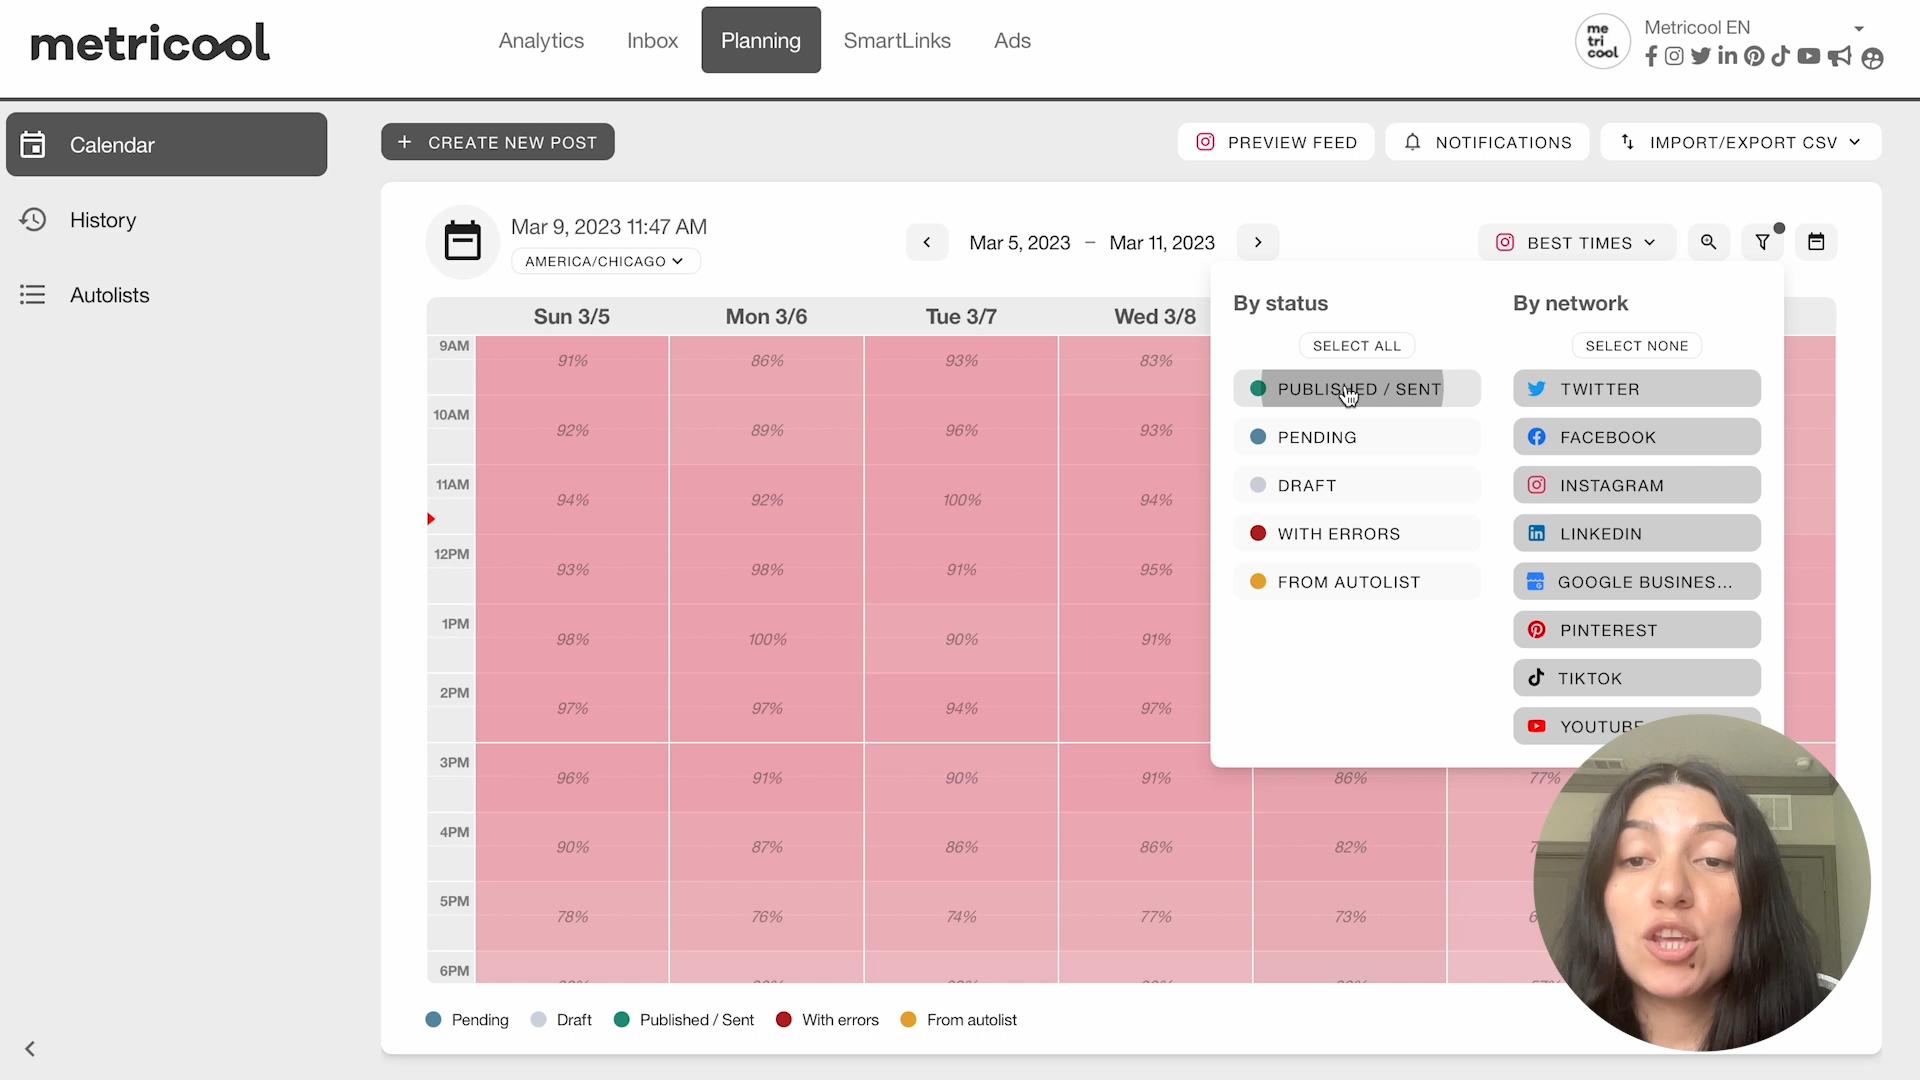 metricool
Analytics
Inbox
Planning
SmartLinks
Ads
me
tri
cool
Metricool EN
Calendar
History
Autolists
+ CREATE NEW POST
PREVIEW FEED
NOTIFICATIONS
IMPORT/EXPORT CSV
Mar 9, 2023 11:47 AM
AMERICA/CHICAGO
Mar 5, 2023 – Mar 11, 2023
BEST TIMES
By status
SELECT ALL
PUBLISHED / SENT
PENDING
DRAFT
WITH ERRORS
FROM AUTOLIST
By network
SELECT NONE
TWITTER
FACEBOOK
INSTAGRAM
LINKEDIN
GOOGLE BUSINES...
PINTEREST
TIKTOK
YOUTUBE
Sun 3/5 Mon 3/6 Tue 3/7 Wed 3/8
9AM 91% 86% 93% 83%
10AM 92% 89% 96% 93%
11AM 94% 92% 100% 94%
12PM 93% 98% 91% 95%
1PM 98% 100% 90% 91%
2PM 97% 97% 94% 97%
3PM 96% 91% 90% 91% 86% 77%
4PM 90% 87% 86% 86% 82%
5PM 78% 76% 74% 77% 73%
6PM
Pending Draft Published / Sent With errors From autolist